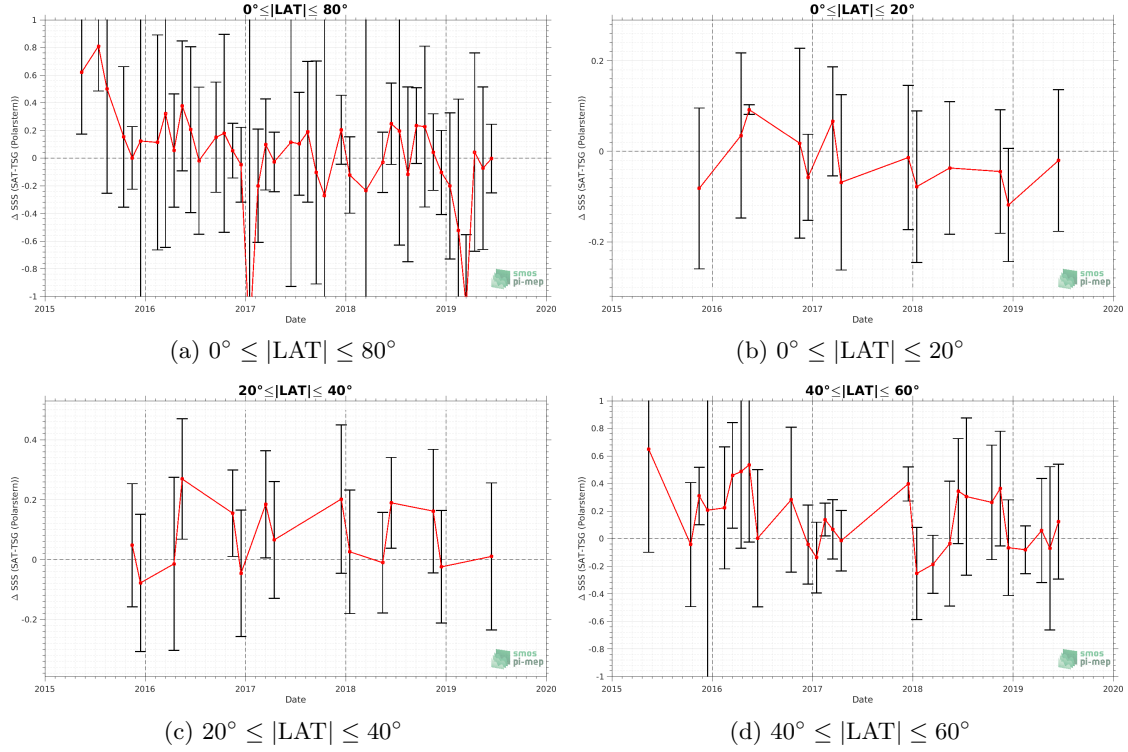 0°≤|LAT|≤ 80°
Δ SSS (SAT-TSG (Polarstern))
1
0.8
0.6
0.4
0.2
0
-0.2
-0.4
-0.6
-0.8
-1
2015 2016 2017 2018 2019 2020
Date
smos
pi-mep
(a) 0° ≤ |LAT| ≤ 80°
0°≤|LAT|≤ 20°
Δ SSS (SAT-TSG (Polarstern))
0.2
0
-0.2
2015 2016 2017 2018 2019 2020
Date
smos
pi-mep
(b) 0° ≤ |LAT| ≤ 20°
20°≤|LAT|≤ 40°
Δ SSS (SAT-TSG (Polarstern))
0.4
0.2
0
-0.2
2015 2016 2017 2018 2019 2020
Date
smos
pi-mep
(c) 20° ≤ |LAT| ≤ 40°
40°≤|LAT|≤ 60°
Δ SSS (SAT-TSG (Polarstern))
1
0.8
0.6
0.4
0.2
0
-0.2
-0.4
-0.6
-0.8
-1
2015 2016 2017 2018 2019 2020
Date
smos
pi-mep
(d) 40° ≤ |LAT| ≤ 60°